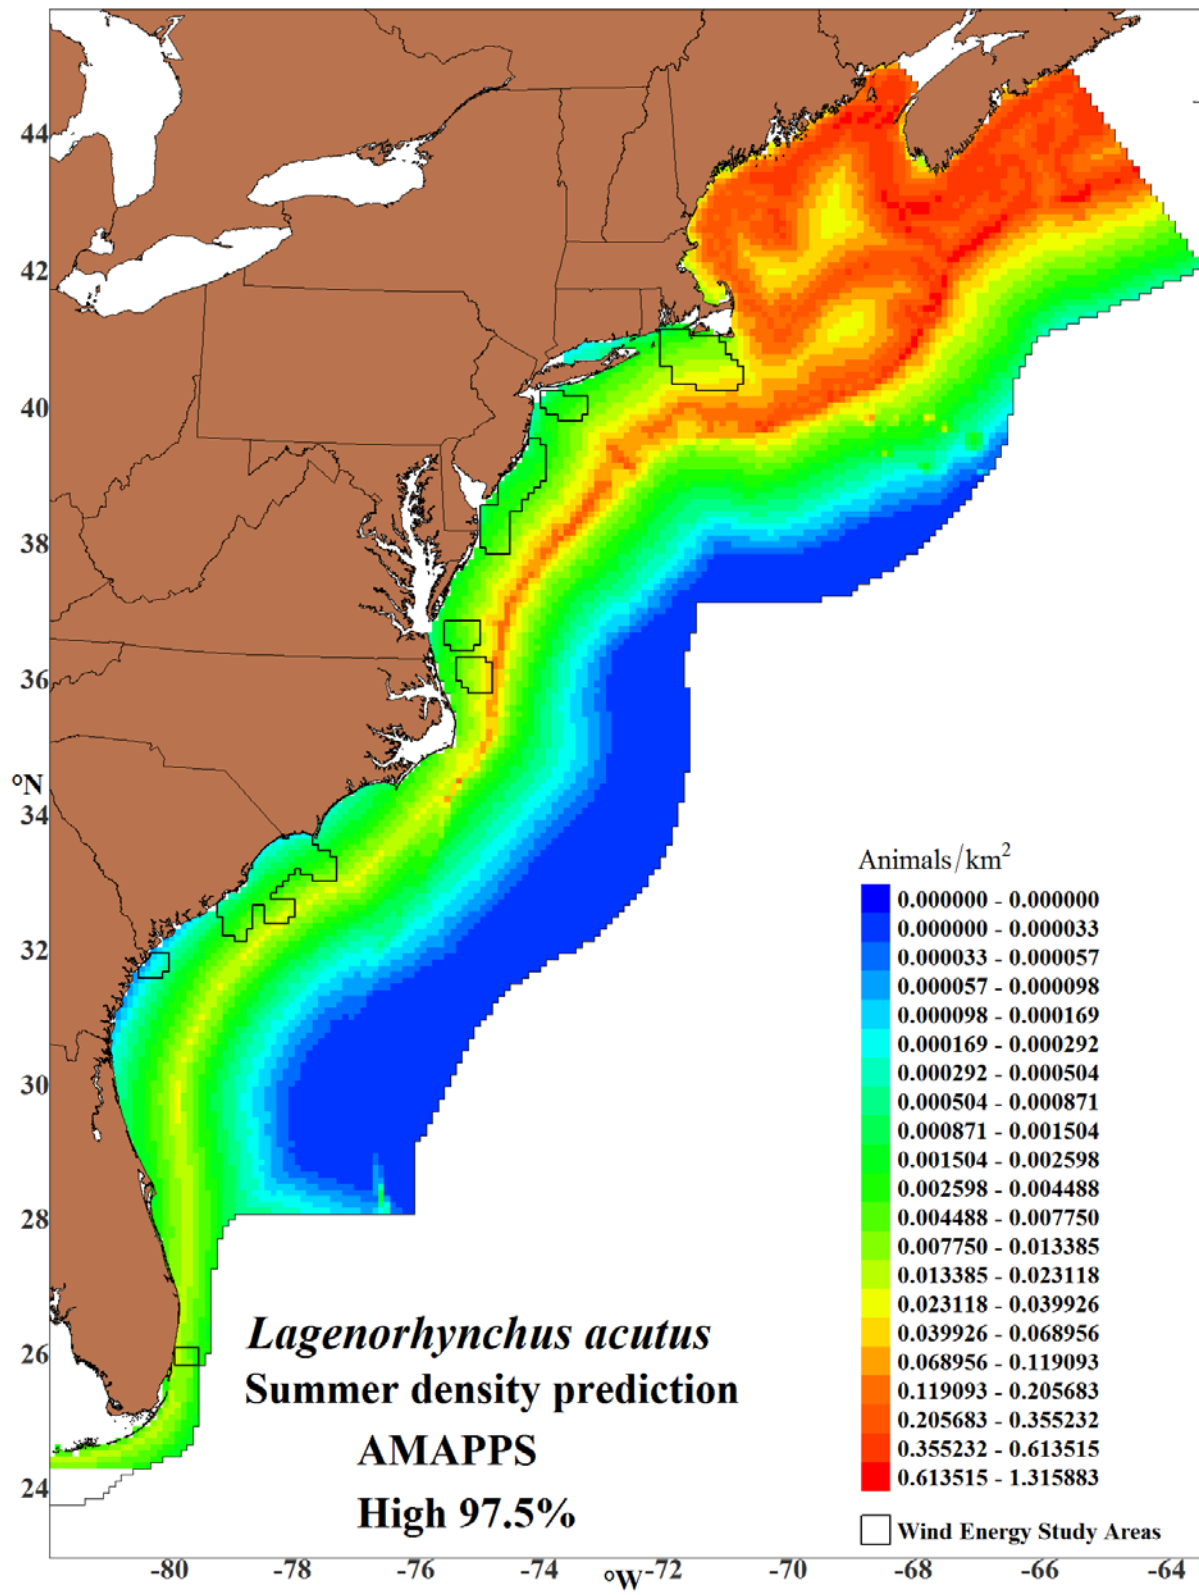 44
42
40
38
36
°N
34
32
30
28
26
24
Animals/km²
0.000000 - 0.000000
0.000000 - 0.000033
0.000033 - 0.000057
0.000057 - 0.000098
0.000098 - 0.000169
0.000169 - 0.000292
0.000292 - 0.000504
0.000504 - 0.000871
0.000871 - 0.001504
0.001504 - 0.002598
0.002598 - 0.004488
0.004488 - 0.007750
0.007750 - 0.013385
0.013385 - 0.023118
0.023118 - 0.039926
0.039926 - 0.068956
0.068956 - 0.119093
0.119093 - 0.205683
0.205683 - 0.355232
0.355232 - 0.613515
0.613515 - 1.315883
Wind Energy Study Areas
Lagenorhynchus acutus
Summer density prediction
AMAPPS
High 97.5%
-80 -78 -76 -74 °W -72 -70 -68 -66 -64